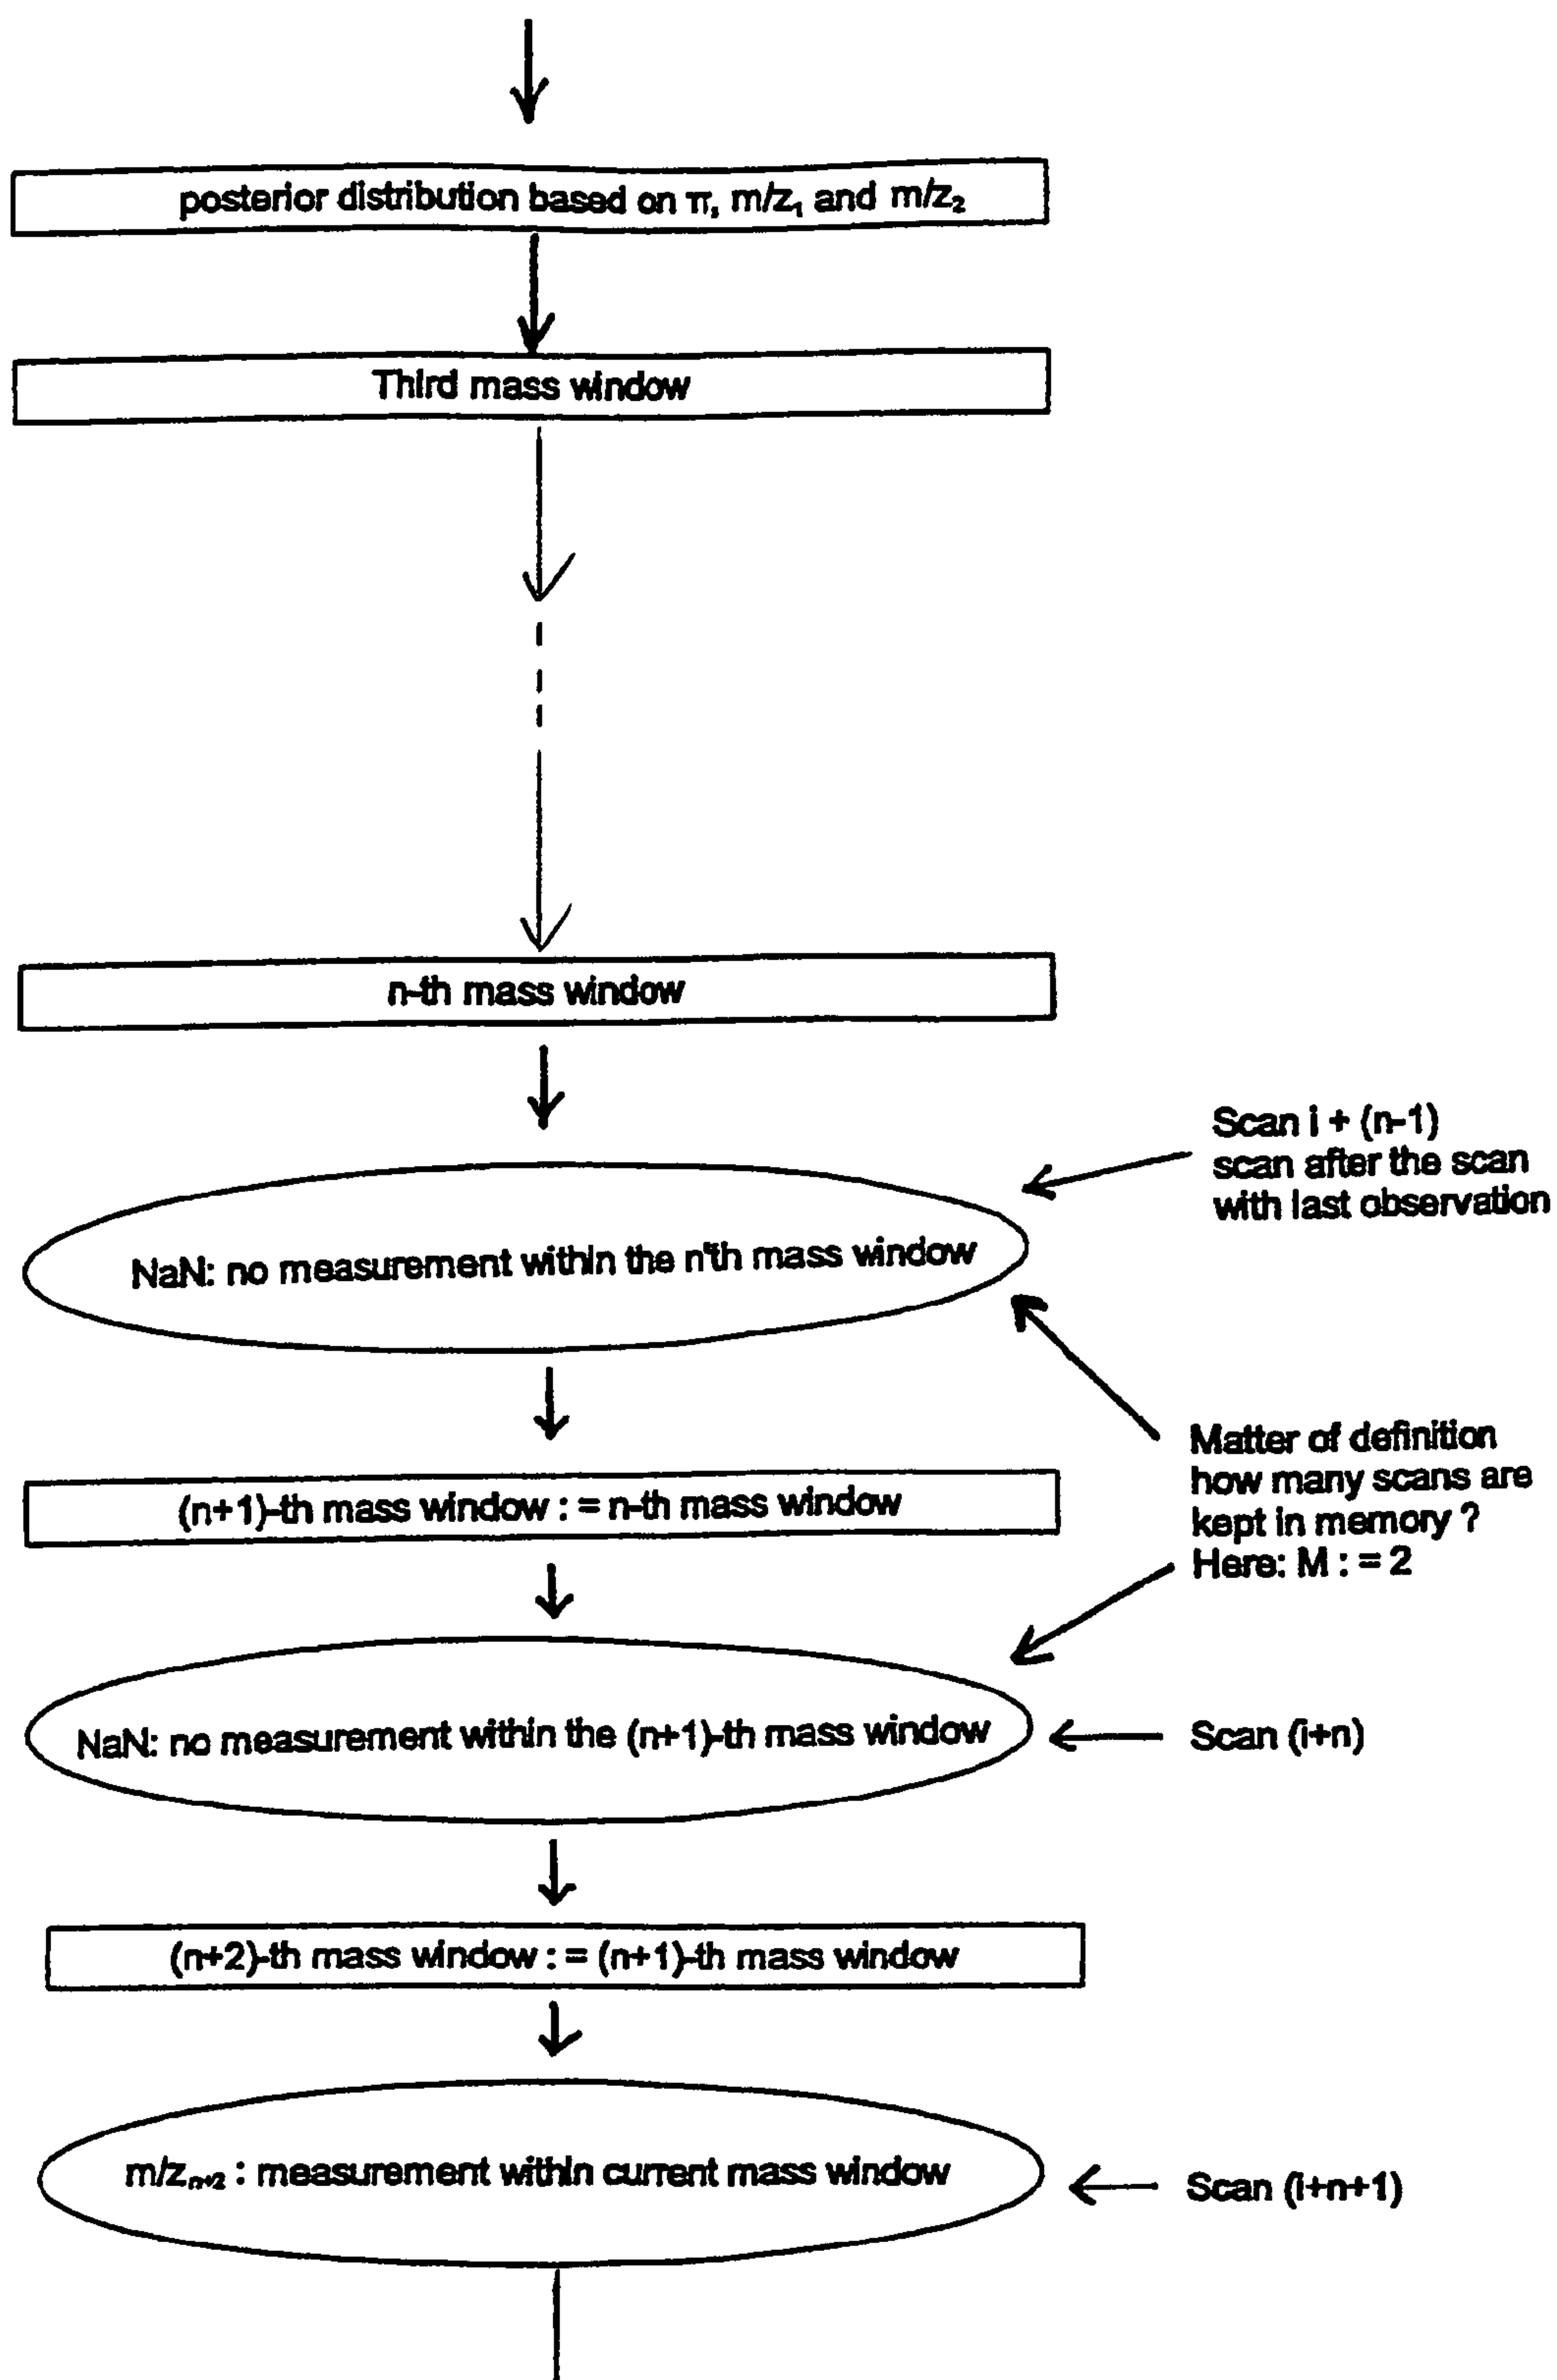 posterior distribution based on π, m/z₁ and m/z₂
Third mass window
n-th mass window
Scan i + (n-1)
scan after the scan
with last observation
NaN: no measurement within the n'th mass window
Matter of definition
how many scans are
kept in memory ?
Here: M : = 2
(n+1)-th mass window : = n-th mass window
NaN: no measurement within the (n+1)-th mass window
Scan (i+n)
(n+2)-th mass window : = (n+1)-th mass window
m/zₙ₊₂ : measurement within current mass window
Scan (i+n+1)